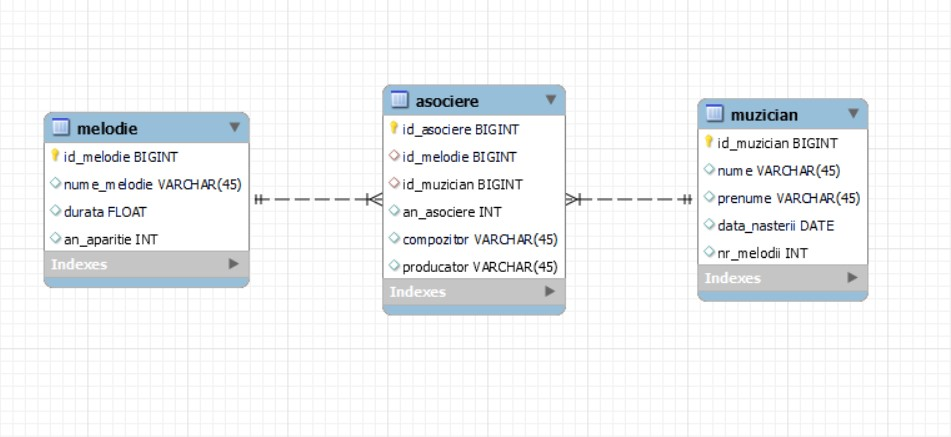 melodie
id_melodie BIGINT
nume_melodie VARCHAR(45)
durata FLOAT
an_aparitie INT
Indexes
asociere
id_asociere BIGINT
id_melodie BIGINT
id_muzician BIGINT
an_asociere INT
compozitor VARCHAR(45)
producator VARCHAR(45)
Indexes
muzician
id_muzician BIGINT
nume VARCHAR(45)
prenume VARCHAR(45)
data_nasterii DATE
nr_melodii INT
Indexes